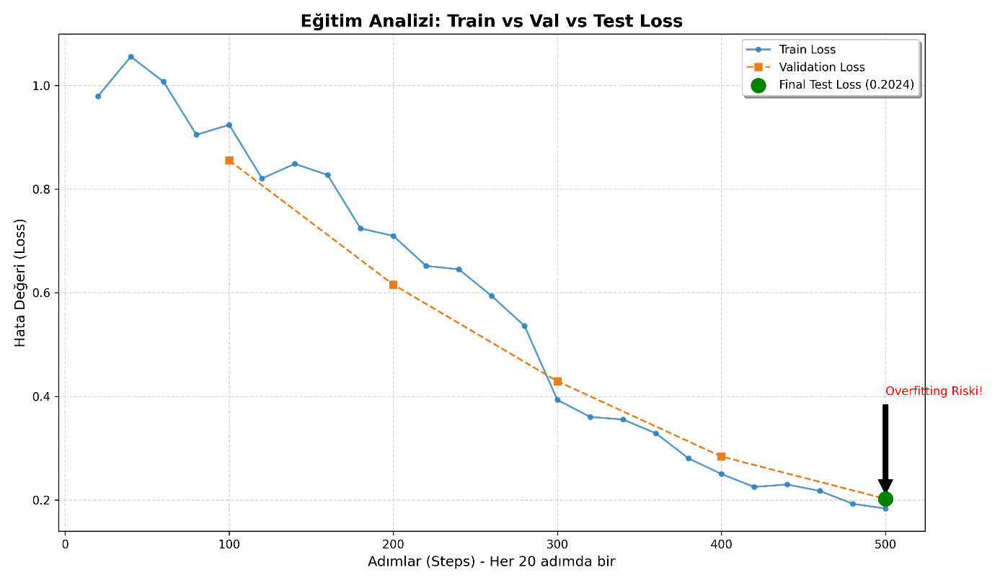 Eğitim Analizi: Train vs Val vs Test Loss
Train Loss
Validation Loss
Final Test Loss (0.2024)
Hata Değeri (Loss)
1.0
0.8
0.6
0.4
0.2
Overfitting Riski!
0
100
200
300
400
500
Adımlar (Steps) - Her 20 adımda bir